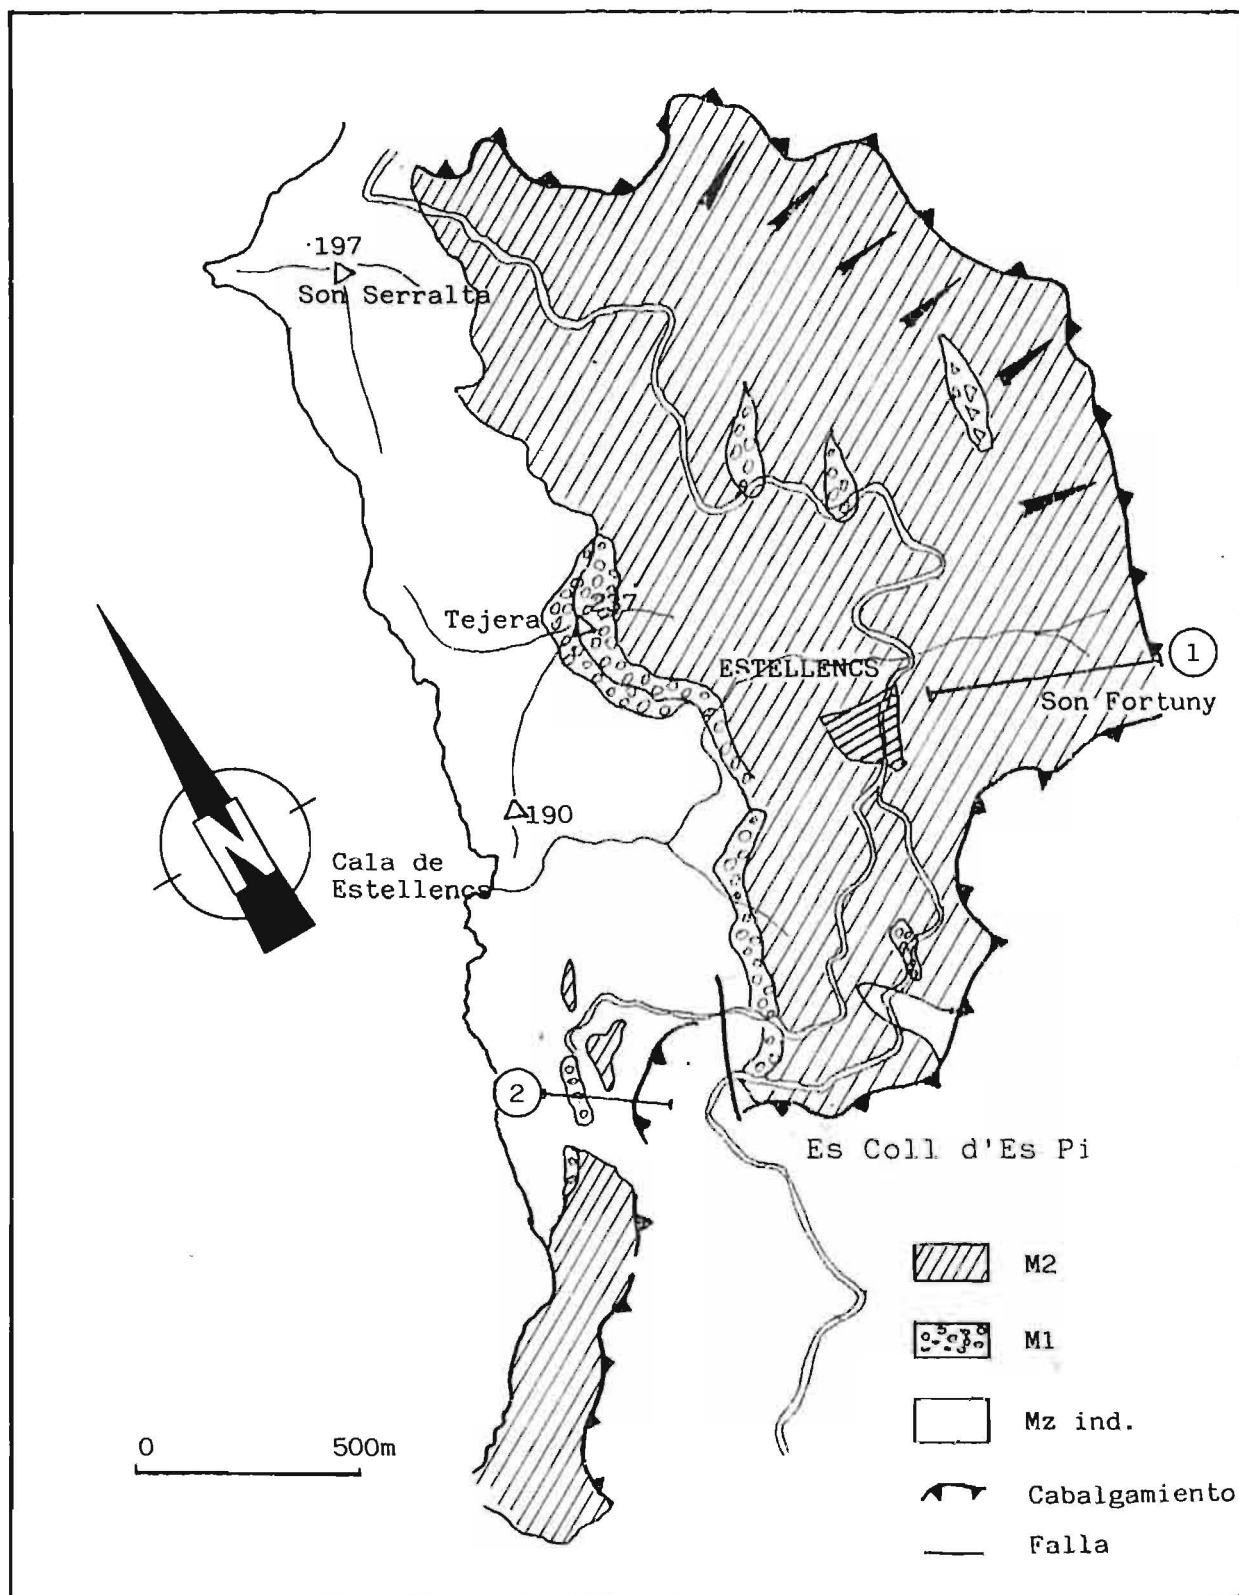 197
Son Serralta
Tejera
237
ESTELLENCS
1
Son Fortuny
190
N
Cala de
Estellencs
2
Es Coll d'Es Pi
M2
M1
Mz ind.
0 500m
Cabalgamiento
Falla